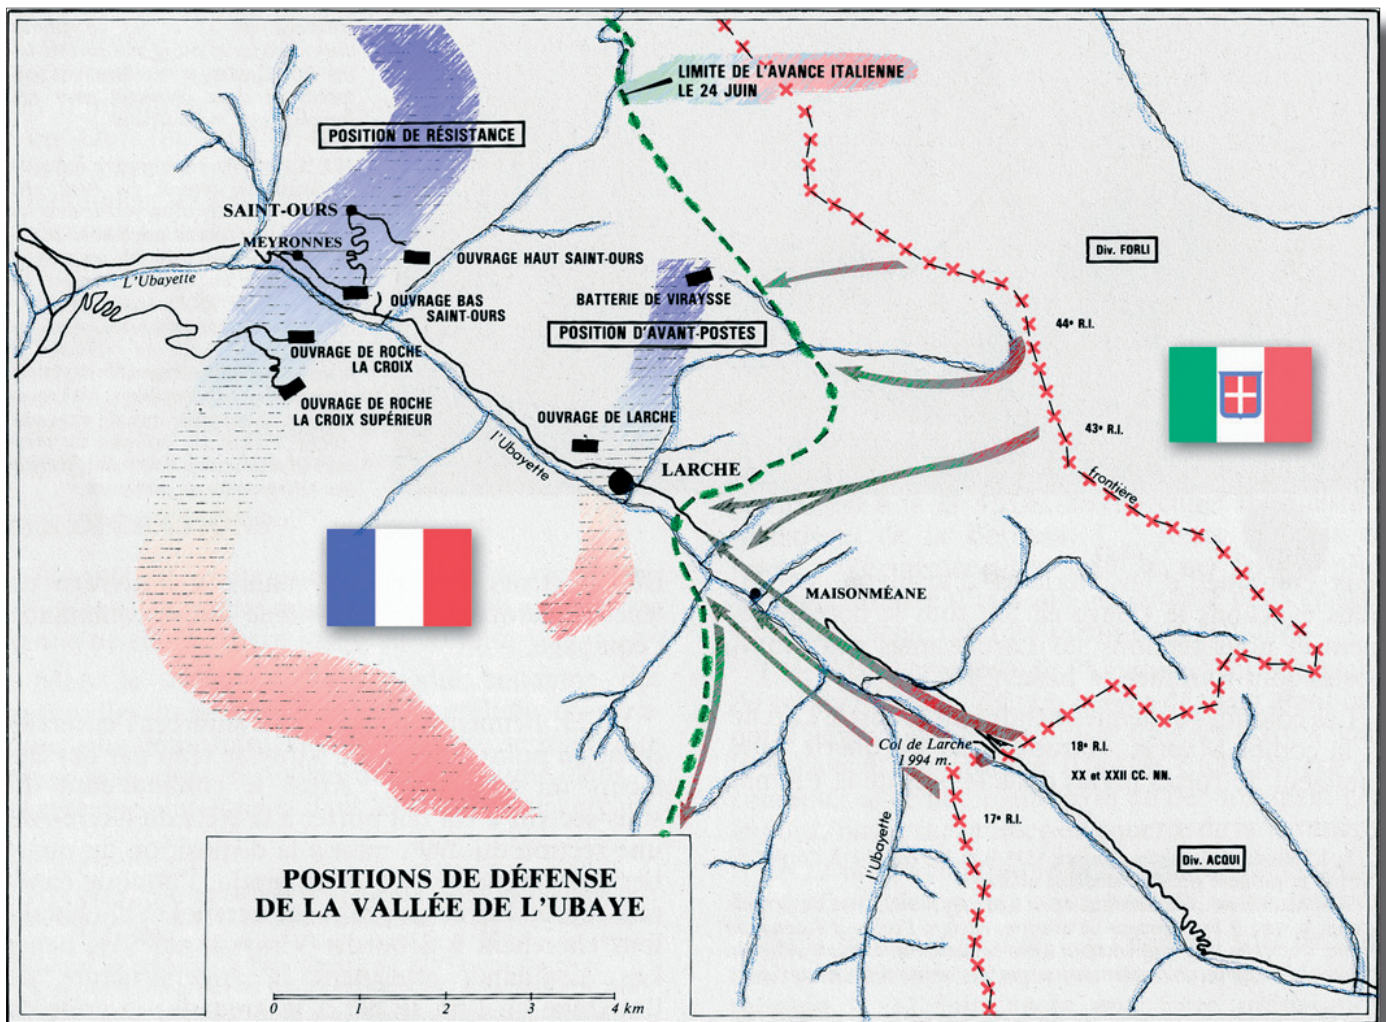 LIMITE DE L'AVANCE ITALIENNE
LE 24 JUIN
POSITION DE RÉSISTANCE
SAINT-OURS
MEYRONNES
L'Ubayette
OUVRAGE HAUT SAINT-OURS
OUVRAGE BAS
SAINT-OURS
BATTERIE DE VIRAYSSE
POSITION D'AVANT-POSTES
Div. FORLI
44e R.I.
OUVRAGE DE ROCHE
LA CROIX
OUVRAGE DE ROCHE
LA CROIX SUPÉRIEUR
OUVRAGE DE LARCHE
43e R.I.
l'Ubayette
LARCHE
frontière
MAISONMÉANE
Col de Larche
1994 m.
18e R.I.
XX et XXII CC. NN.
17e R.I.
l'Ubayette
Div. ACQUI
POSITIONS DE DÉFENSE
DE LA VALLÉE DE L'UBAYE
0 1 2 3 4 km